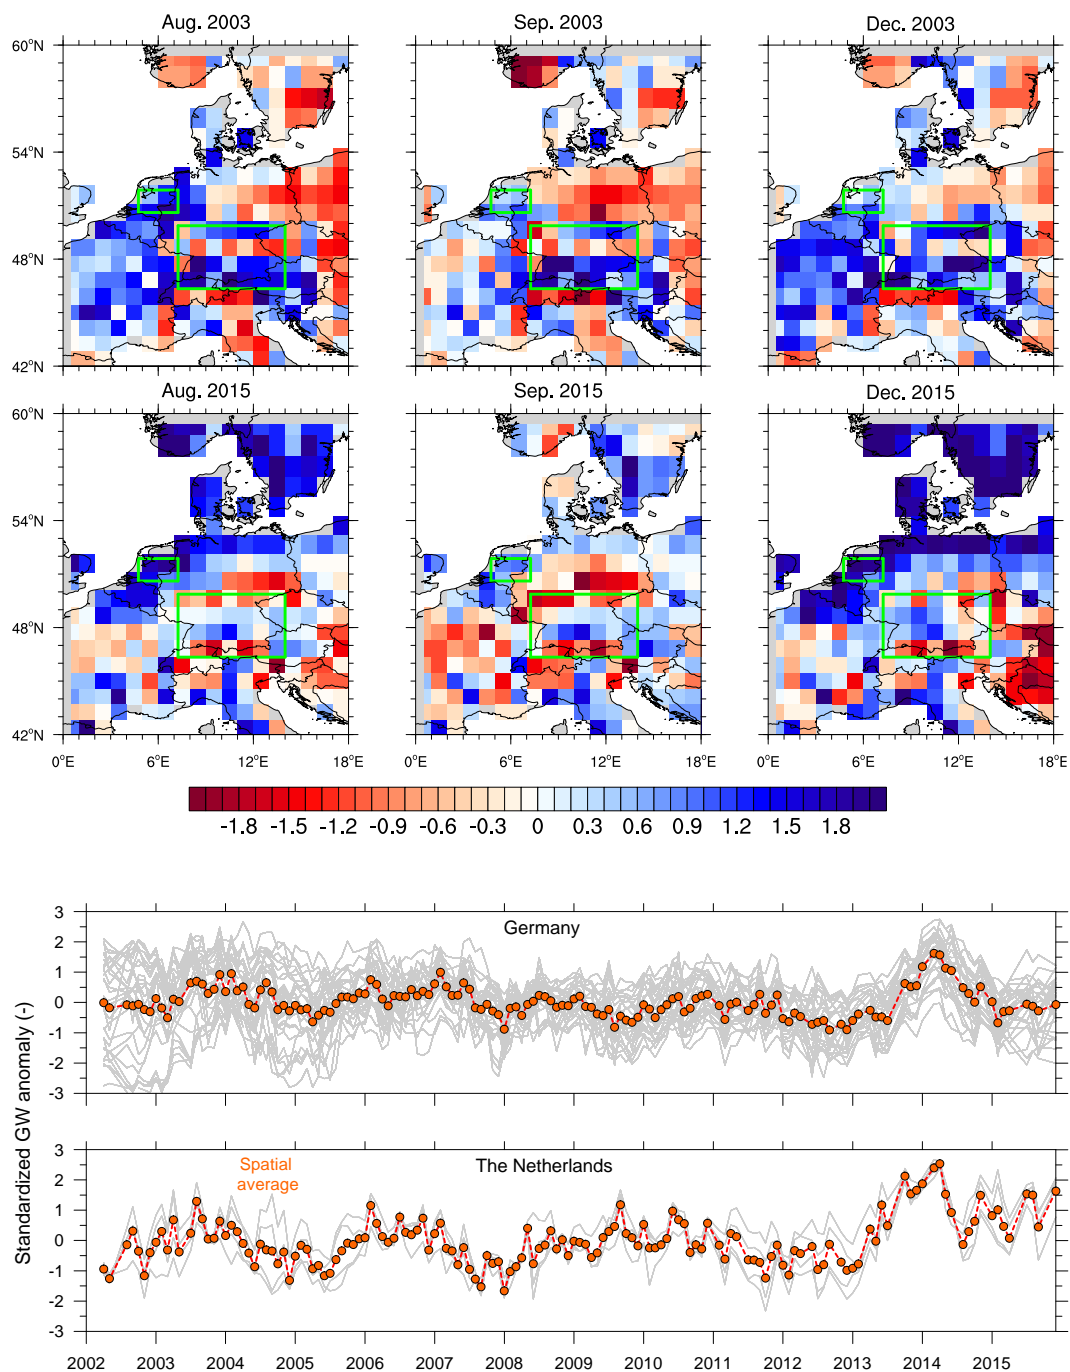 Aug. 2003
Sep. 2003
Dec. 2003
60°N
54°N
48°N
42°N
Aug. 2015
Sep. 2015
Dec. 2015
60°N
54°N
48°N
42°N
0°E 6°E 12°E 18°E
0°E 6°E 12°E 18°E
0°E 6°E 12°E 18°E
-1.8 -1.5 -1.2 -0.9 -0.6 -0.3 0 0.3 0.6 0.9 1.2 1.5 1.8
Standardized GW anomaly (-)
3
2
1
0
-1
-2
-3
Germany
3
2
1
0
-1
-2
-3
Spatial
average
The Netherlands
2002 2003 2004 2005 2006 2007 2008 2009 2010 2011 2012 2013 2014 2015